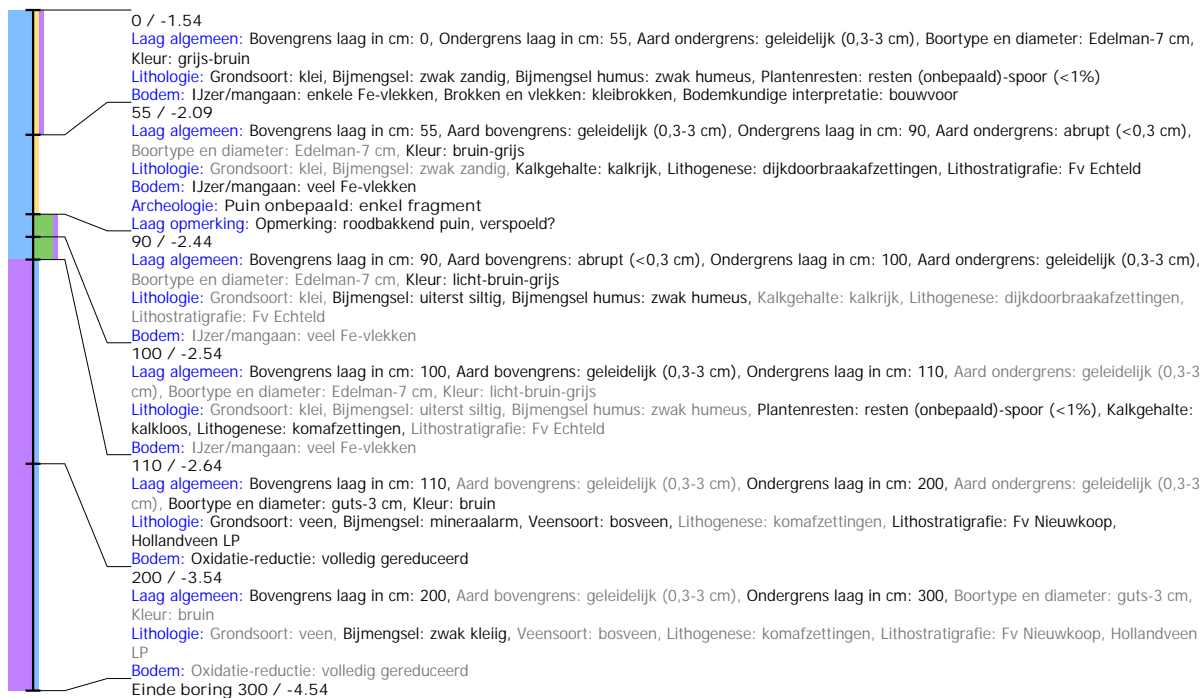 0 / -1.54
Laag algemeen: Bovengrens laag in cm: 0, Ondergrens laag in cm: 55, Aard ondergrens: geleidelijk (0,3-3 cm), Boortype en diameter: Edelman-7 cm,
Kleur: grijs-bruin
Lithologie: Grondsoort: klei, Bijmengsel: zwak zandig, Bijmengsel humus: zwak humeus, Plantenresten: resten (onbepaald)-spoor (<1%)
Bodem: IJzer/mangaan: enkele Fe-vlekken, Brokken en vlekken: kleibrokken, Bodemkundige interpretatie: bouwvoor
55 / -2.09
Laag algemeen: Bovengrens laag in cm: 55, Aard bovengrens: geleidelijk (0,3-3 cm), Ondergrens laag in cm: 90, Aard ondergrens: abrupt (<0,3 cm),
Boortype en diameter: Edelman-7 cm, Kleur: bruin-grijs
Lithologie: Grondsoort: klei, Bijmengsel: zwak zandig, Kalkgehalte: kalkrijk, Lithogenese: dijkdoorbraakafzettingen, Lithostratigrafie: Fv Echteld
Bodem: IJzer/mangaan: veel Fe-vlekken
Archeologie: Puin onbepaald: enkel fragment
Laag opmerking: Opmerking: roodbakkend puin, verspoeld?
90 / -2.44
Laag algemeen: Bovengrens laag in cm: 90, Aard bovengrens: abrupt (<0,3 cm), Ondergrens laag in cm: 100, Aard ondergrens: geleidelijk (0,3-3 cm),
Boortype en diameter: Edelman-7 cm, Kleur: licht-bruin-grijs
Lithologie: Grondsoort: klei, Bijmengsel: uiterst siltig, Bijmengsel humus: zwak humeus, Kalkgehalte: kalkrijk, Lithogenese: dijkdoorbraakafzettingen,
Lithostratigrafie: Fv Echteld
Bodem: IJzer/mangaan: veel Fe-vlekken
100 / -2.54
Laag algemeen: Bovengrens laag in cm: 100, Aard bovengrens: geleidelijk (0,3-3 cm), Ondergrens laag in cm: 110, Aard ondergrens: geleidelijk (0,3-3
cm), Boortype en diameter: Edelman-7 cm, Kleur: licht-bruin-grijs
Lithologie: Grondsoort: klei, Bijmengsel: uiterst siltig, Bijmengsel humus: zwak humeus, Plantenresten: resten (onbepaald)-spoor (<1%), Kalkgehalte:
kalkloos, Lithogenese: komafzettingen, Lithostratigrafie: Fv Echteld
Bodem: IJzer/mangaan: veel Fe-vlekken
110 / -2.64
Laag algemeen: Bovengrens laag in cm: 110, Aard bovengrens: geleidelijk (0,3-3 cm), Ondergrens laag in cm: 200, Aard ondergrens: geleidelijk (0,3-3
cm), Boortype en diameter: guts-3 cm, Kleur: bruin
Lithologie: Grondsoort: veen, Bijmengsel: mineraalarm, Veensoort: bosveen, Lithogenese: komafzettingen, Lithostratigrafie: Fv Nieuwkoop,
Hollandveen LP
Bodem: Oxidatie-reductie: volledig gereduceerd
200 / -3.54
Laag algemeen: Bovengrens laag in cm: 200, Aard bovengrens: geleidelijk (0,3-3 cm), Ondergrens laag in cm: 300, Boortype en diameter: guts-3 cm,
Kleur: bruin
Lithologie: Grondsoort: veen, Bijmengsel: zwak kleiig, Veensoort: bosveen, Lithogenese: komafzettingen, Lithostratigrafie: Fv Nieuwkoop, Hollandveen
LP
Bodem: Oxidatie-reductie: volledig gereduceerd
Einde boring 300 / -4.54